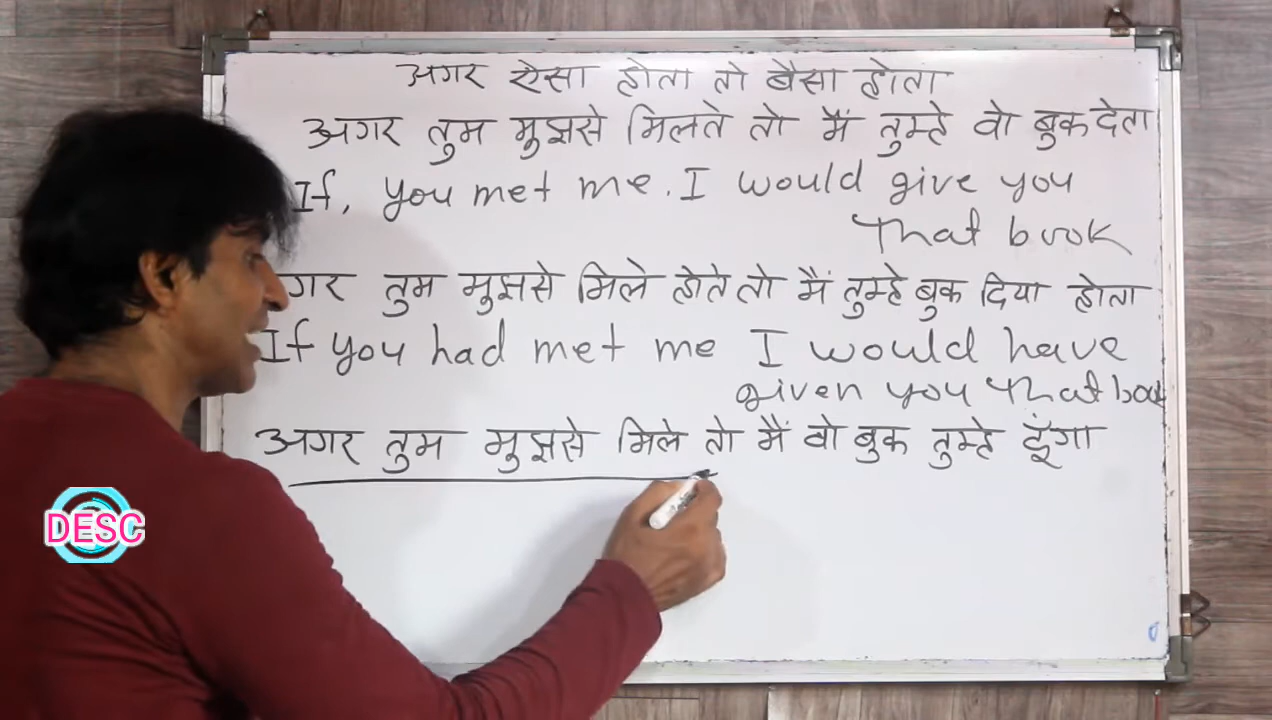 अगर ऐसा होता तो वैसा होता
अगर तुम मुझसे मिलते तो मैं तुम्हे वो बुक देता
If, you met me. I would give you
that book
गर तुम मुझसे मिले होते तो मैं तुम्हे बुक दिया होता
If you had met me I would have
given you that book
अगर तुम मुझसे मिले तो मैं वो बुक तुम्हे दूंगा
DESC